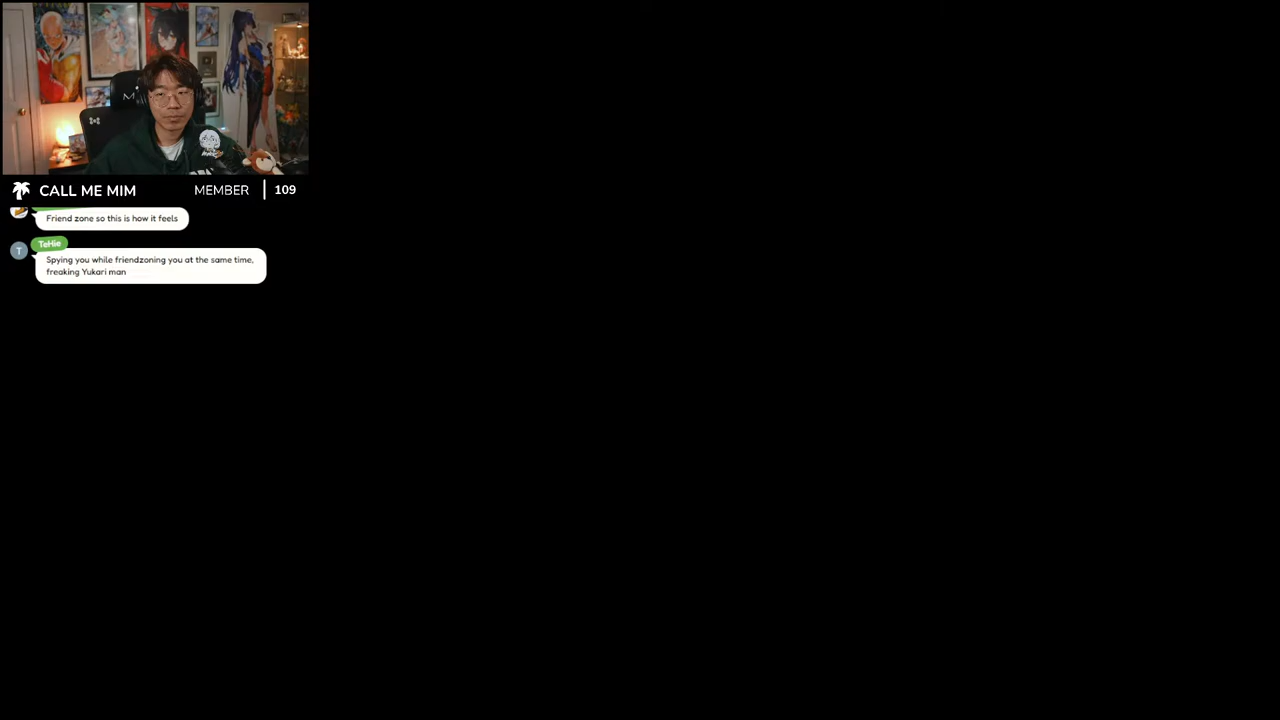 CALL ME MIM MEMBER | 109
Friend zone so this is how it feels
T
TeHie
Spying you while friendzoning you at the same time,
freaking Yukari man